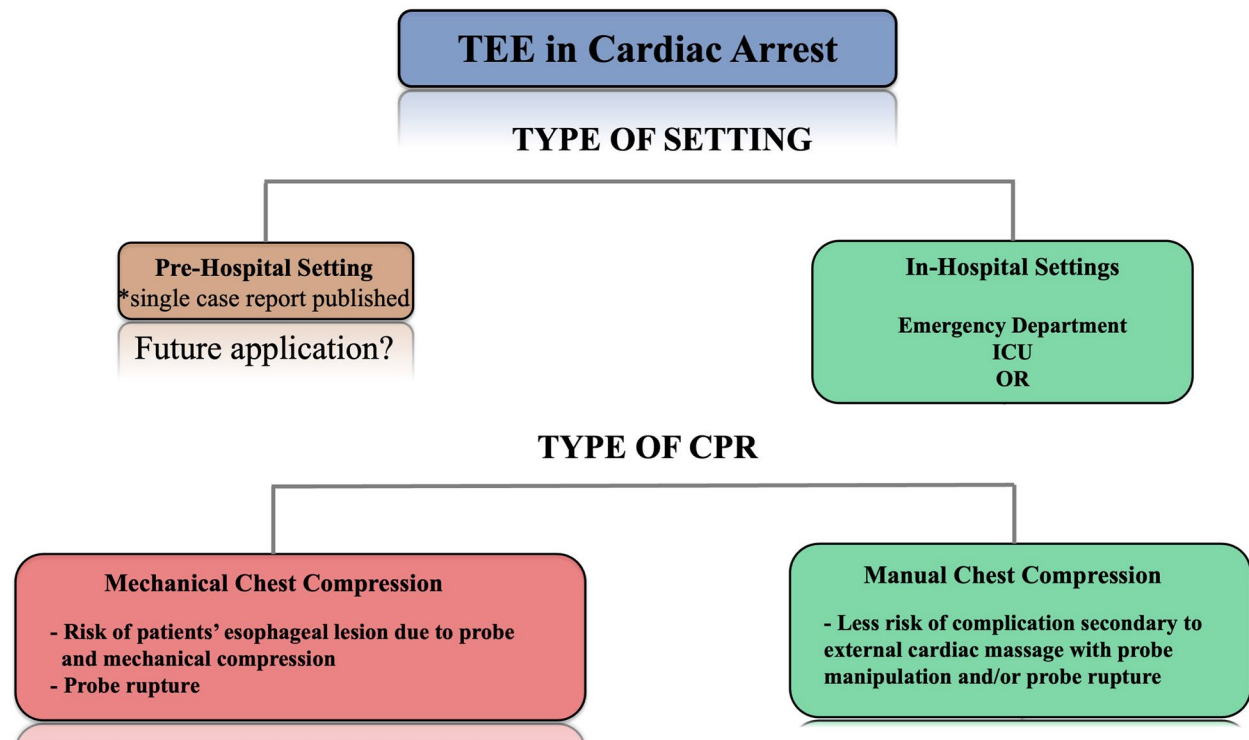 TEE in Cardiac Arrest
TYPE OF SETTING
Pre-Hospital Setting
*single case report published
Future application?
In-Hospital Settings
Emergency Department
ICU
OR
TYPE OF CPR
Mechanical Chest Compression
- Risk of patients’ esophageal lesion due to probe
and mechanical compression
- Probe rupture
Manual Chest Compression
- Less risk of complication secondary to
external cardiac massage with probe
manipulation and/or probe rupture